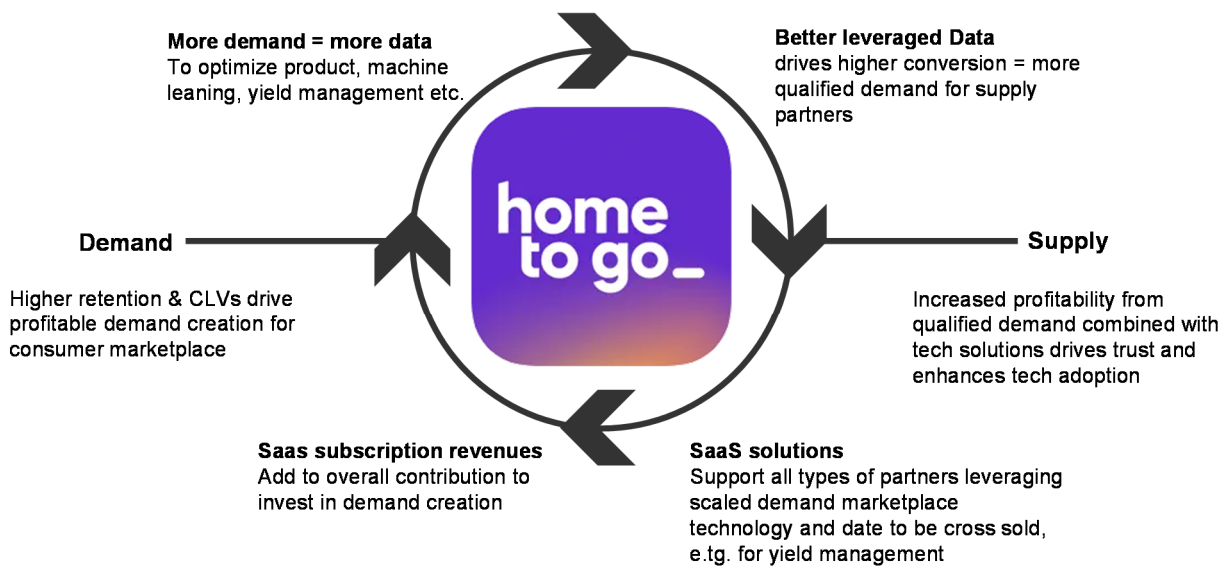 More demand = more data
To optimize product, machine
leaning, yield management etc.
Better leveraged Data
drives higher conversion = more
qualified demand for supply
partners
home
to go_
Demand
Supply
Higher retention & CLVs drive
profitable demand creation for
consumer marketplace
Increased profitability from
qualified demand combined with
tech solutions drives trust and
enhances tech adoption
Saas subscription revenues
Add to overall contribution to
invest in demand creation
SaaS solutions
Support all types of partners leveraging
scaled demand marketplace
technology and date to be cross sold,
e.tg. for yield management